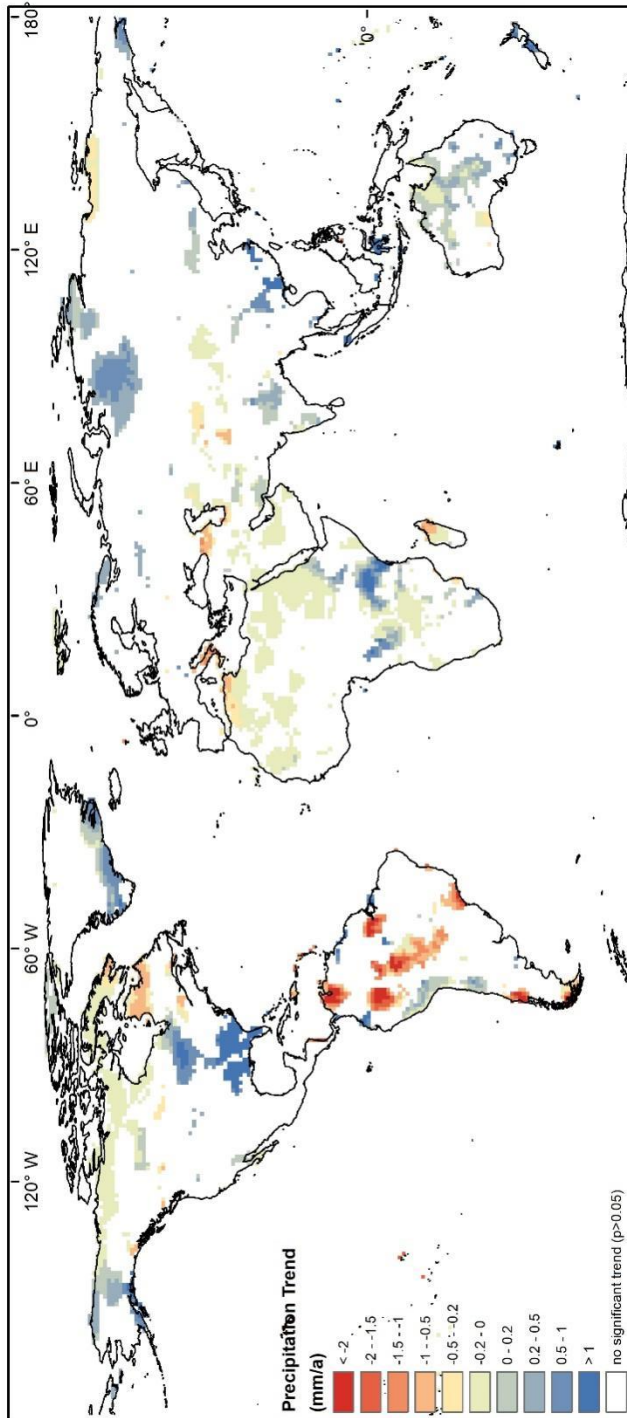 120° W
60° W
0°
60° E
120° E
180°
0°
Precipitation Trend
(mm/a)
< -2
-2 - -1.5
-1.5 - -1
-1 - -0.5
-0.5 - -0.2
-0.2 - 0
0 - 0.2
0.2 - 0.5
0.5 - 1
> 1
no significant trend (p>0.05)